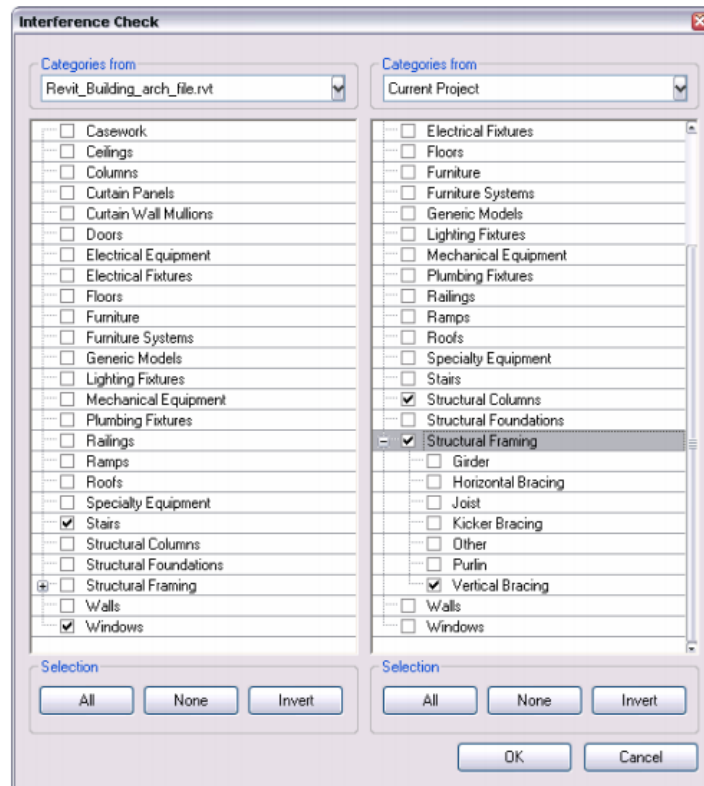 Interference Check
Categories from
Revit_Building_arch_file.rvt
Casework
Ceilings
Columns
Curtain Panels
Curtain Wall Mullions
Doors
Electrical Equipment
Electrical Fixtures
Floors
Furniture
Furniture Systems
Generic Models
Lighting Fixtures
Mechanical Equipment
Plumbing Fixtures
Railings
Ramps
Roofs
Specialty Equipment
Stairs
Structural Columns
Structural Foundations
Structural Framing
Walls
Windows
Selection
All None Invert
Categories from
Current Project
Electrical Fixtures
Floors
Furniture
Furniture Systems
Generic Models
Lighting Fixtures
Mechanical Equipment
Plumbing Fixtures
Railings
Ramps
Roofs
Specialty Equipment
Stairs
Structural Columns
Structural Foundations
Structural Framing
Girder
Horizontal Bracing
Joist
Kicker Bracing
Other
Purlin
Vertical Bracing
Walls
Windows
Selection
All None Invert
OK Cancel